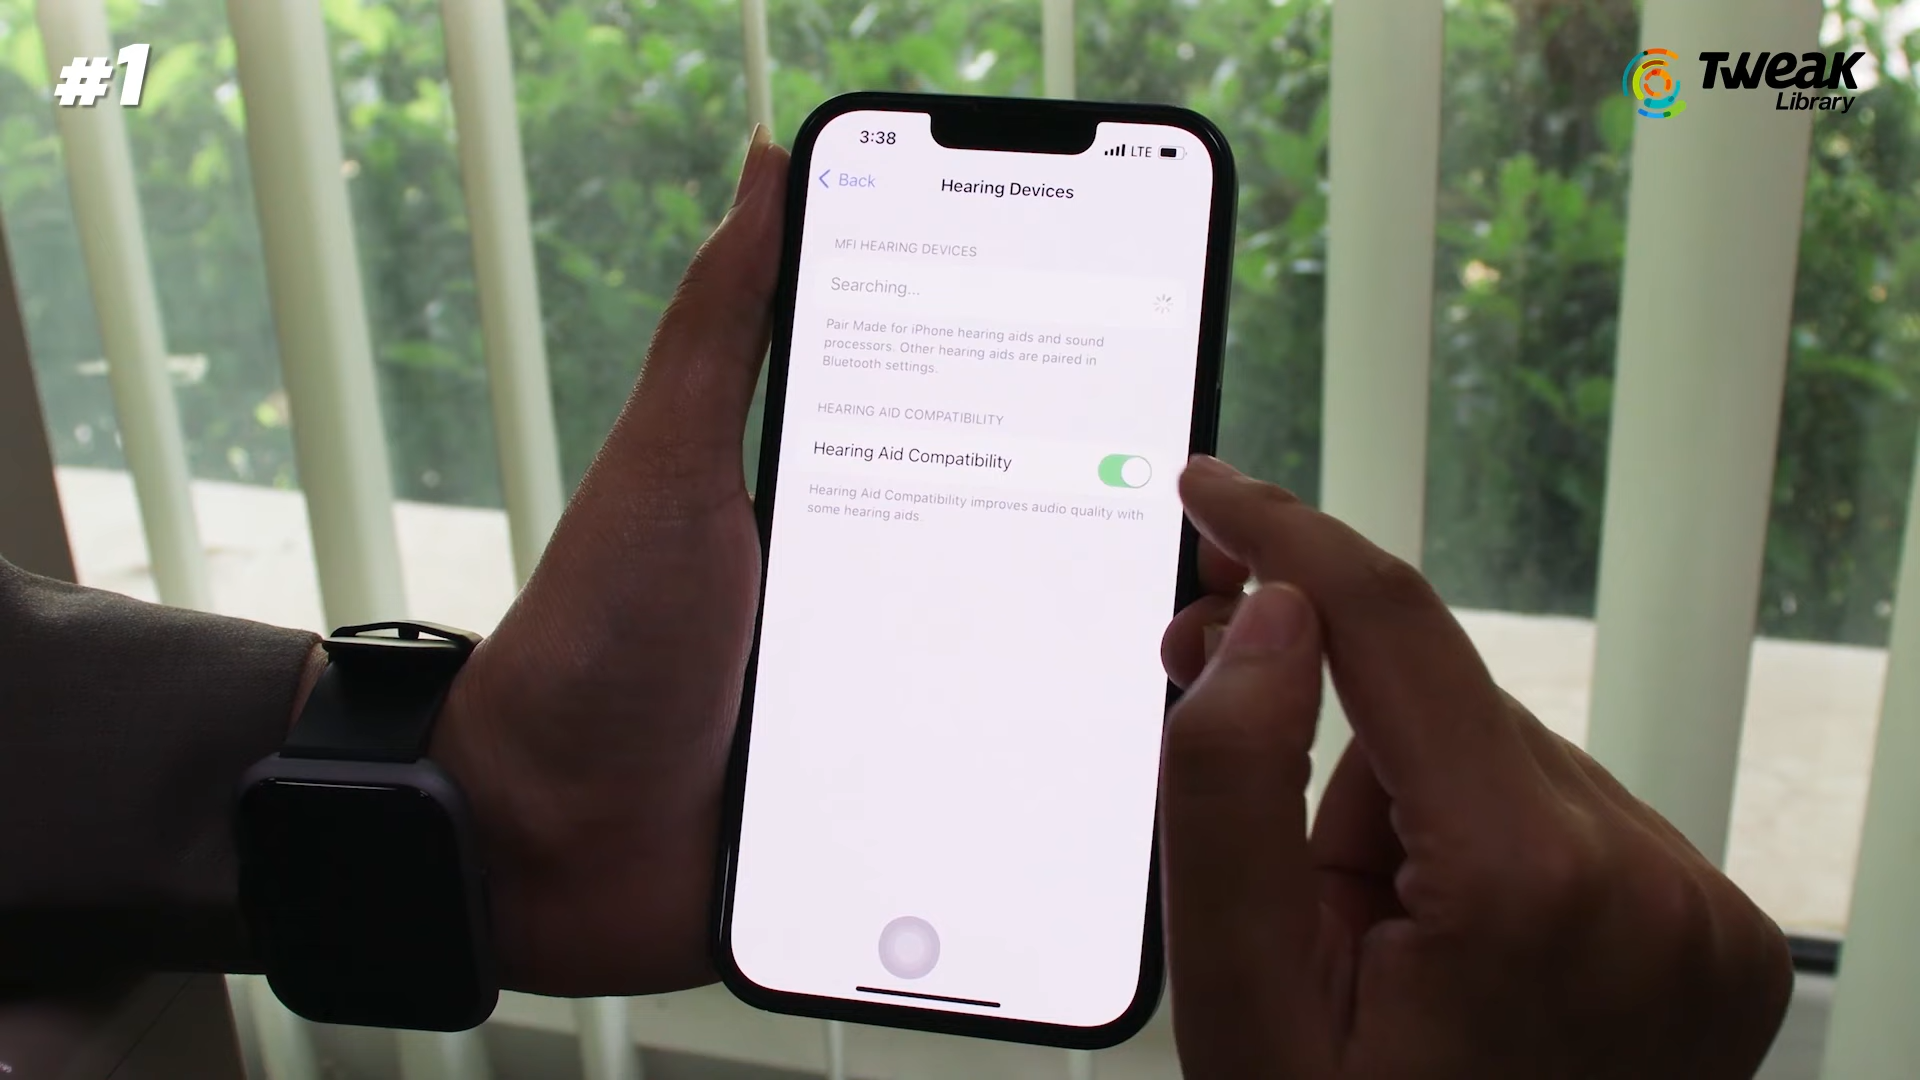 #1
TWEAK
Library
3:38
LTE
Back
Hearing Devices
MFI HEARING DEVICES
Searching...
Pair Made for iPhone hearing aids and sound
processors. Other hearing aids are paired in
Bluetooth settings.
HEARING AID COMPATIBILITY
Hearing Aid Compatibility
Hearing Aid Compatibility improves audio quality with
some hearing aids.